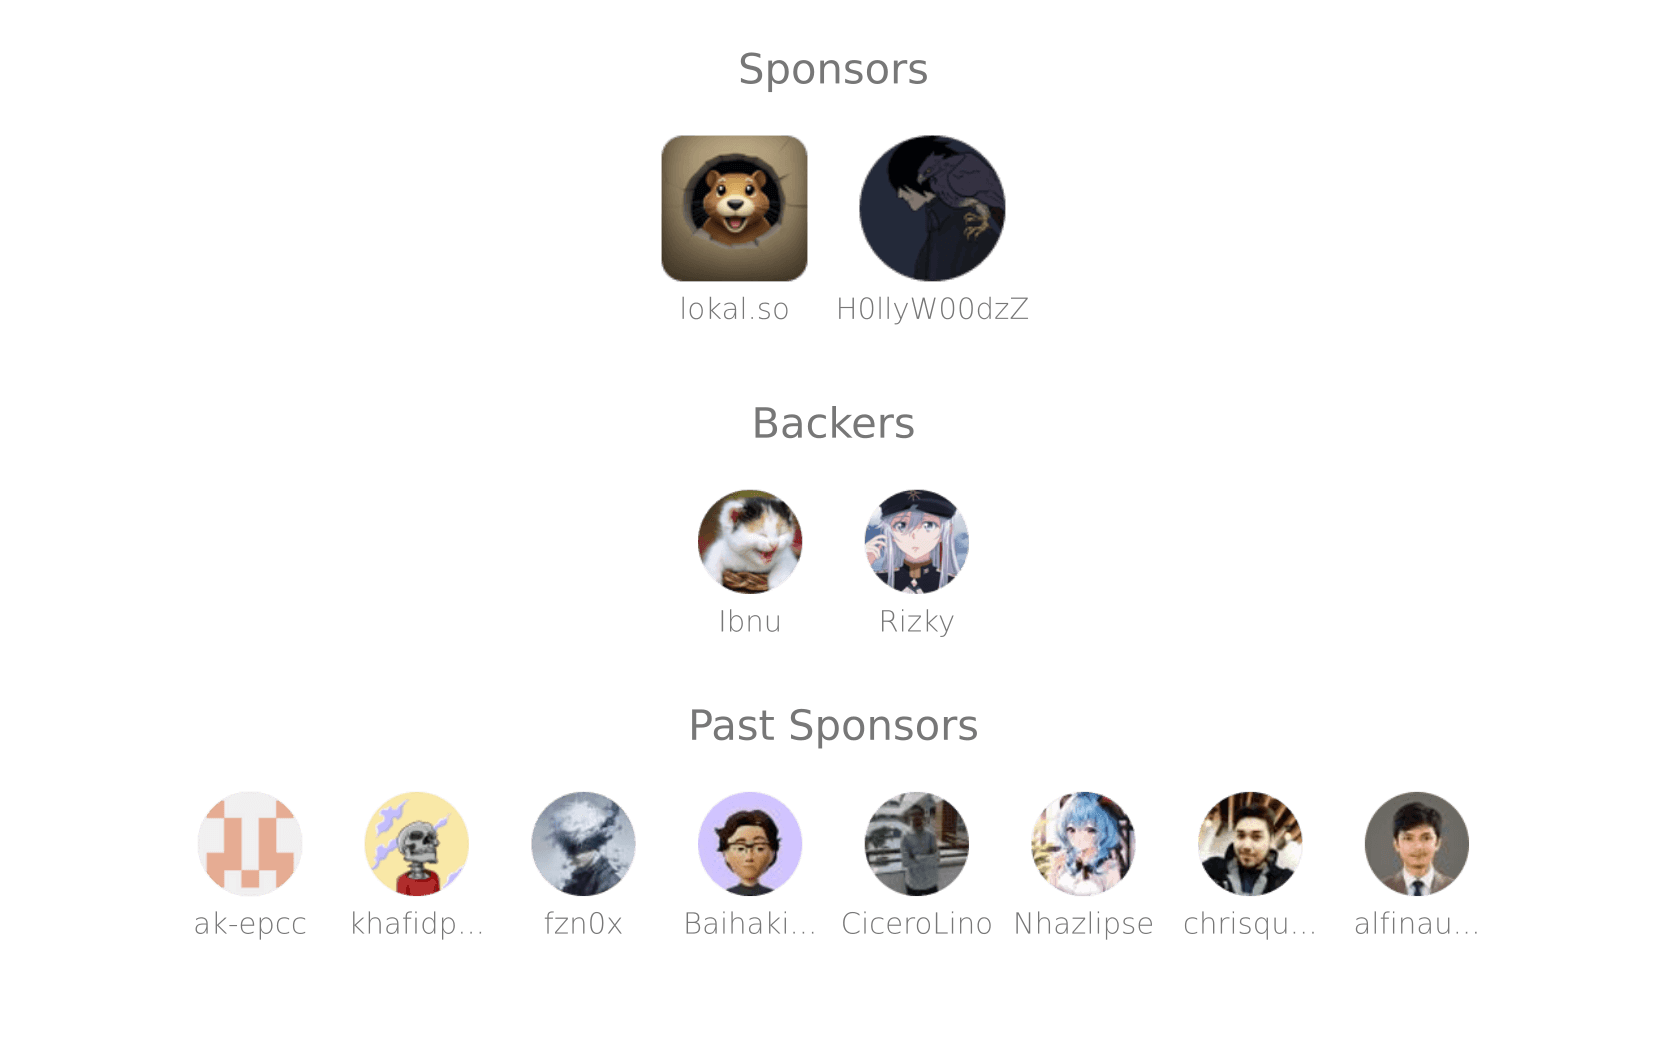 Sponsors
lokal.so H0llyW00dzZ
Backers
Ibnu Rizky
Past Sponsors
ak-epcc khafidp... fzn0x Baihaki... CiceroLino Nhazlipse chrisqu... alfinau...